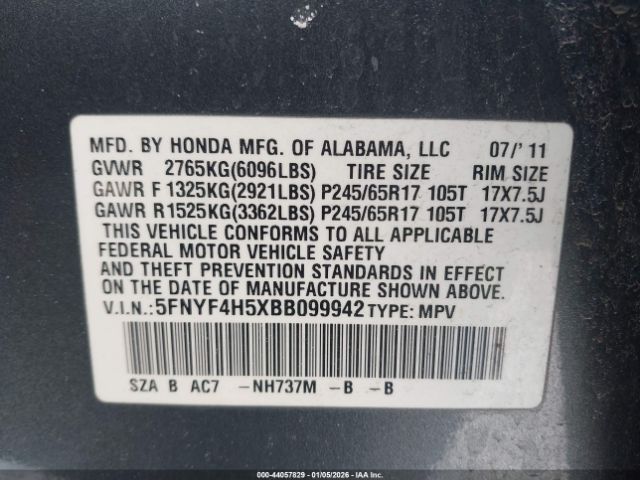 MFD. BY HONDA MFG. OF ALABAMA, LLC 07/'11
GVWR 2765KG(6096LBS) TIRE SIZE RIM SIZE
GAWR F 1325KG(2921LBS) P245/65R17 105T 17X7.5J
GAWR R1525KG(3362LBS) P245/65R17 105T 17X7.5J
THIS VEHICLE CONFORMS TO ALL APPLICABLE
FEDERAL MOTOR VEHICLE SAFETY
AND THEFT PREVENTION STANDARDS IN EFFECT
ON THE DATE OF MANUFACTURE SHOWN ABOVE.
V.I.N.:5FNYF4H5XBB099942 TYPE: MPV
SZA B AC7 -NH737M -B -B
000-44057829 - 01/05/2026 - IAA Inc.